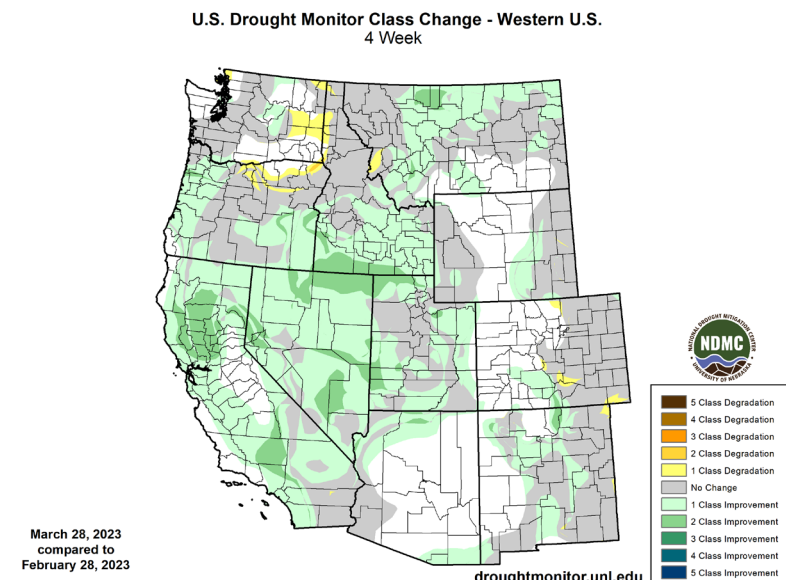 U.S. Drought Monitor Class Change - Western U.S.
4 Week
NATIONAL DROUGHT MITIGATION CENTER
NDMC
UNIVERSITY OF NEBRASKA
5 Class Degradation
4 Class Degradation
3 Class Degradation
2 Class Degradation
1 Class Degradation
No Change
1 Class Improvement
2 Class Improvement
3 Class Improvement
4 Class Improvement
5 Class Improvement
March 28, 2023
compared to
February 28, 2023
droughtmonitor.unl.edu